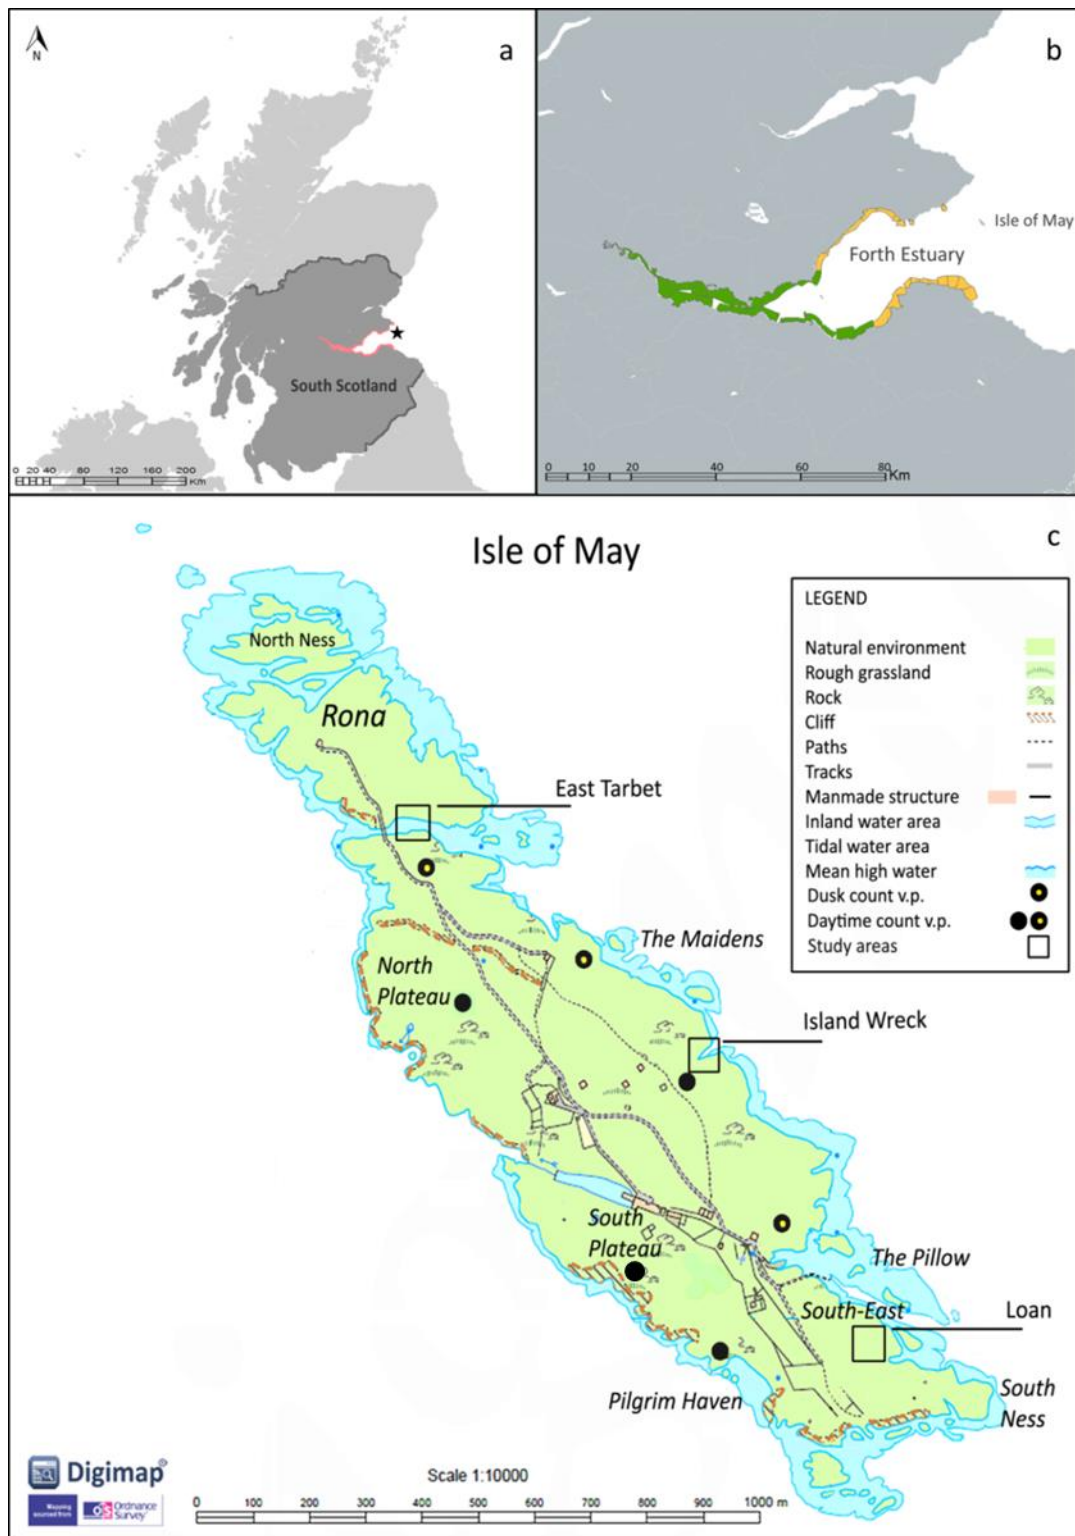 N
a
South Scotland
0 20 40 80 120 160 200
Km
b
Isle of May
Forth Estuary
0 10 20 40 60 80
Km
Isle of May
c
LEGEND
Natural environment
Rough grassland
Rock
Cliff
Paths
Tracks
Manmade structure
Inland water area
Tidal water area
Mean high water
Dusk count v.p.
Daytime count v.p.
Study areas
North Ness
Rona
East Tarbet
The Maidens
North
Plateau
Island Wreck
South
Plateau
The Pillow
South-East
Loan
Pilgrim Haven
South
Ness
Digimap®
Mapping
sourced from
OS Ordnance
Survey®
Scale 1:10000
0 100 200 300 400 500 600 700 800 900 1000 m